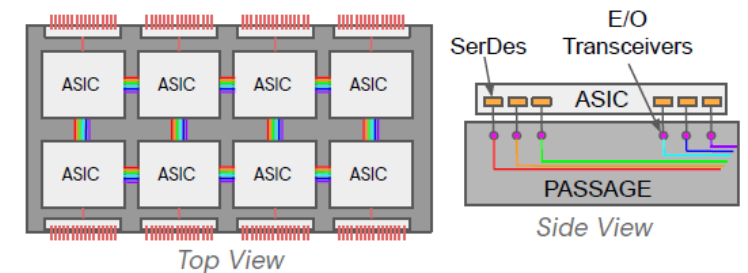 ASIC ASIC ASIC ASIC
ASIC ASIC ASIC ASIC
Top View
E/O
SerDes Transceivers
ASIC
PASSAGE
Side View